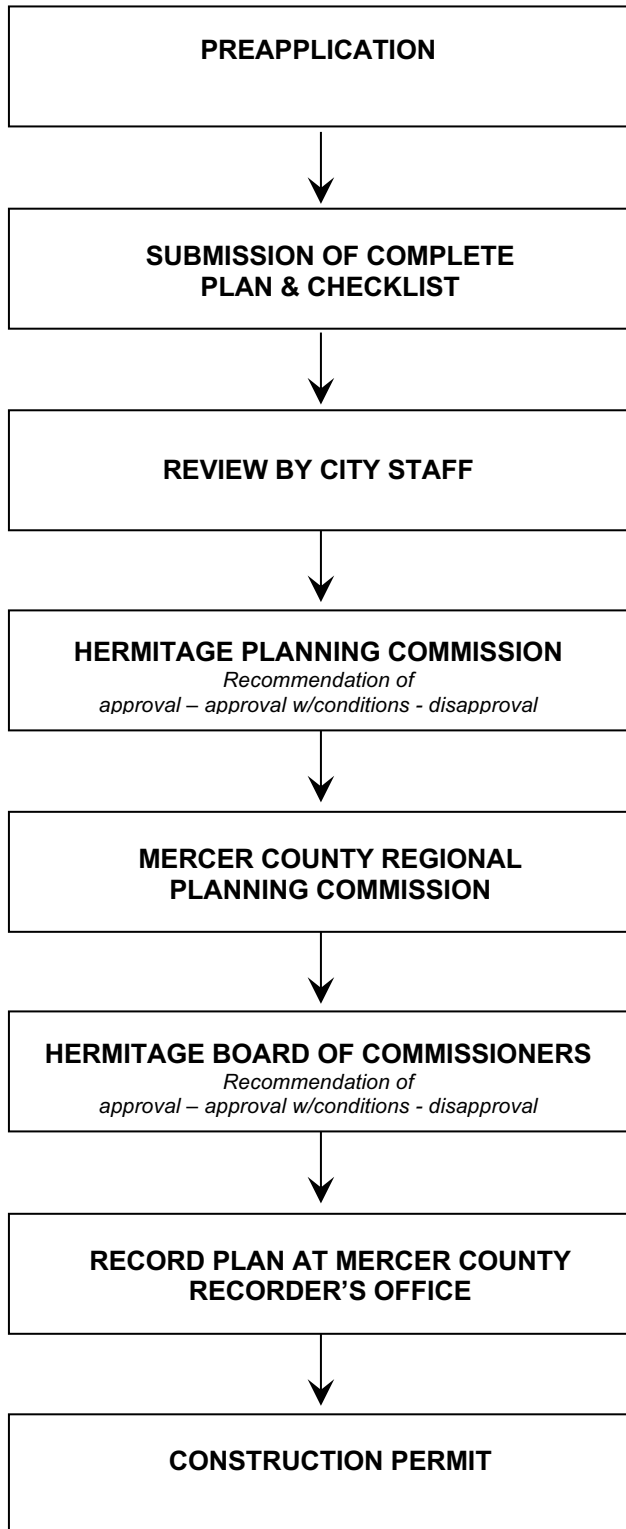 PREAPPLICATION
SUBMISSION OF COMPLETE
PLAN & CHECKLIST
REVIEW BY CITY STAFF
HERMITAGE PLANNING COMMISSION
Recommendation of
approval – approval w/conditions - disapproval
MERCER COUNTY REGIONAL
PLANNING COMMISSION
HERMITAGE BOARD OF COMMISSIONERS
Recommendation of
approval – approval w/conditions - disapproval
RECORD PLAN AT MERCER COUNTY
RECORDER’S OFFICE
CONSTRUCTION PERMIT